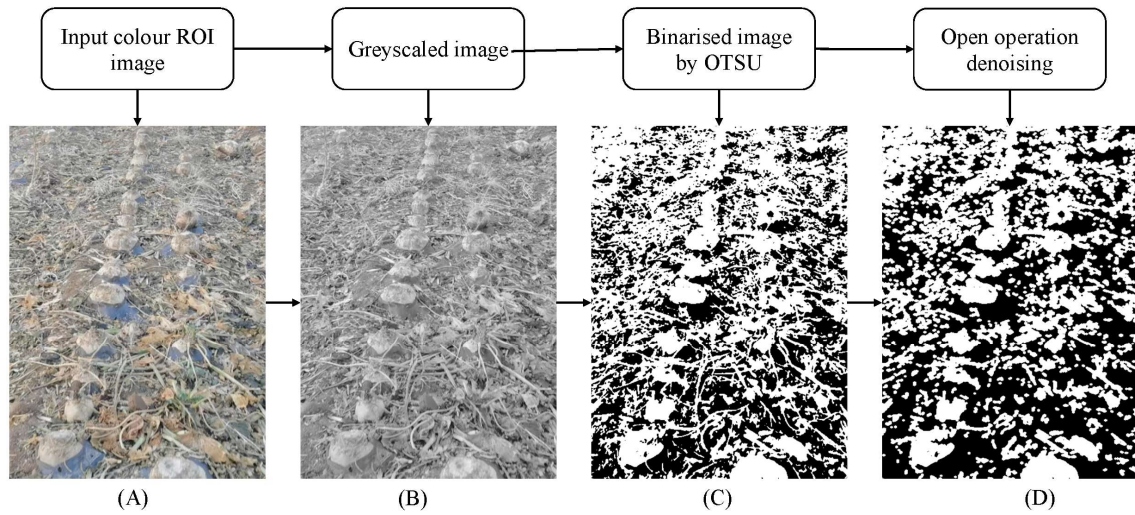 Input colour ROI
image
Greyscaled image
Binarised image
by OTSU
Open operation
denoising
(A)
(B)
(C)
(D)